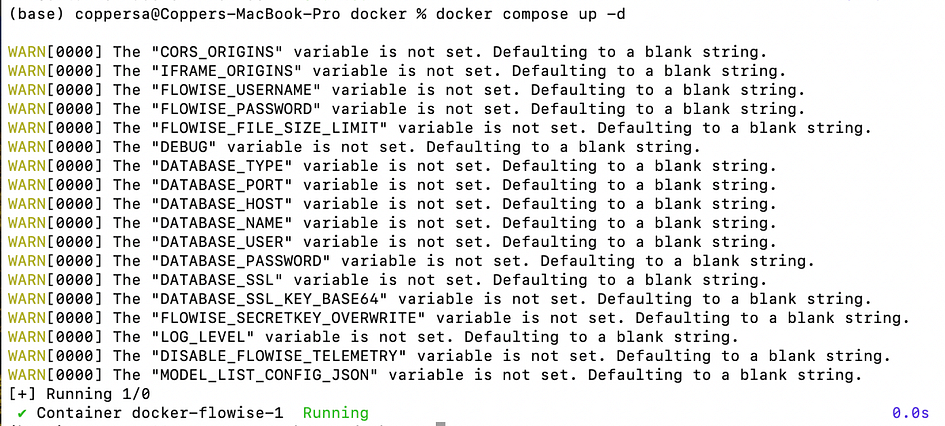 (base) coppersa@Coppers-MacBook-Pro docker % docker compose up -d
WARN[0000] The "CORS_ORIGINS" variable is not set. Defaulting to a blank string.
WARN[0000] The "IFRAME_ORIGINS" variable is not set. Defaulting to a blank string.
WARN[0000] The "FLOWISE_USERNAME" variable is not set. Defaulting to a blank string.
WARN[0000] The "FLOWISE_PASSWORD" variable is not set. Defaulting to a blank string.
WARN[0000] The "FLOWISE_FILE_SIZE_LIMIT" variable is not set. Defaulting to a blank string.
WARN[0000] The "DEBUG" variable is not set. Defaulting to a blank string.
WARN[0000] The "DATABASE_TYPE" variable is not set. Defaulting to a blank string.
WARN[0000] The "DATABASE_PORT" variable is not set. Defaulting to a blank string.
WARN[0000] The "DATABASE_HOST" variable is not set. Defaulting to a blank string.
WARN[0000] The "DATABASE_NAME" variable is not set. Defaulting to a blank string.
WARN[0000] The "DATABASE_USER" variable is not set. Defaulting to a blank string.
WARN[0000] The "DATABASE_PASSWORD" variable is not set. Defaulting to a blank string.
WARN[0000] The "DATABASE_SSL" variable is not set. Defaulting to a blank string.
WARN[0000] The "DATABASE_SSL_KEY_BASE64" variable is not set. Defaulting to a blank string.
WARN[0000] The "FLOWISE_SECRETKEY_OVERWRITE" variable is not set. Defaulting to a blank string.
WARN[0000] The "LOG_LEVEL" variable is not set. Defaulting to a blank string.
WARN[0000] The "DISABLE_FLOWISE_TELEMETRY" variable is not set. Defaulting to a blank string.
WARN[0000] The "MODEL_LIST_CONFIG_JSON" variable is not set. Defaulting to a blank string.
[+] Running 1/0
✔ Container docker-flowise-1 Running 0.0s